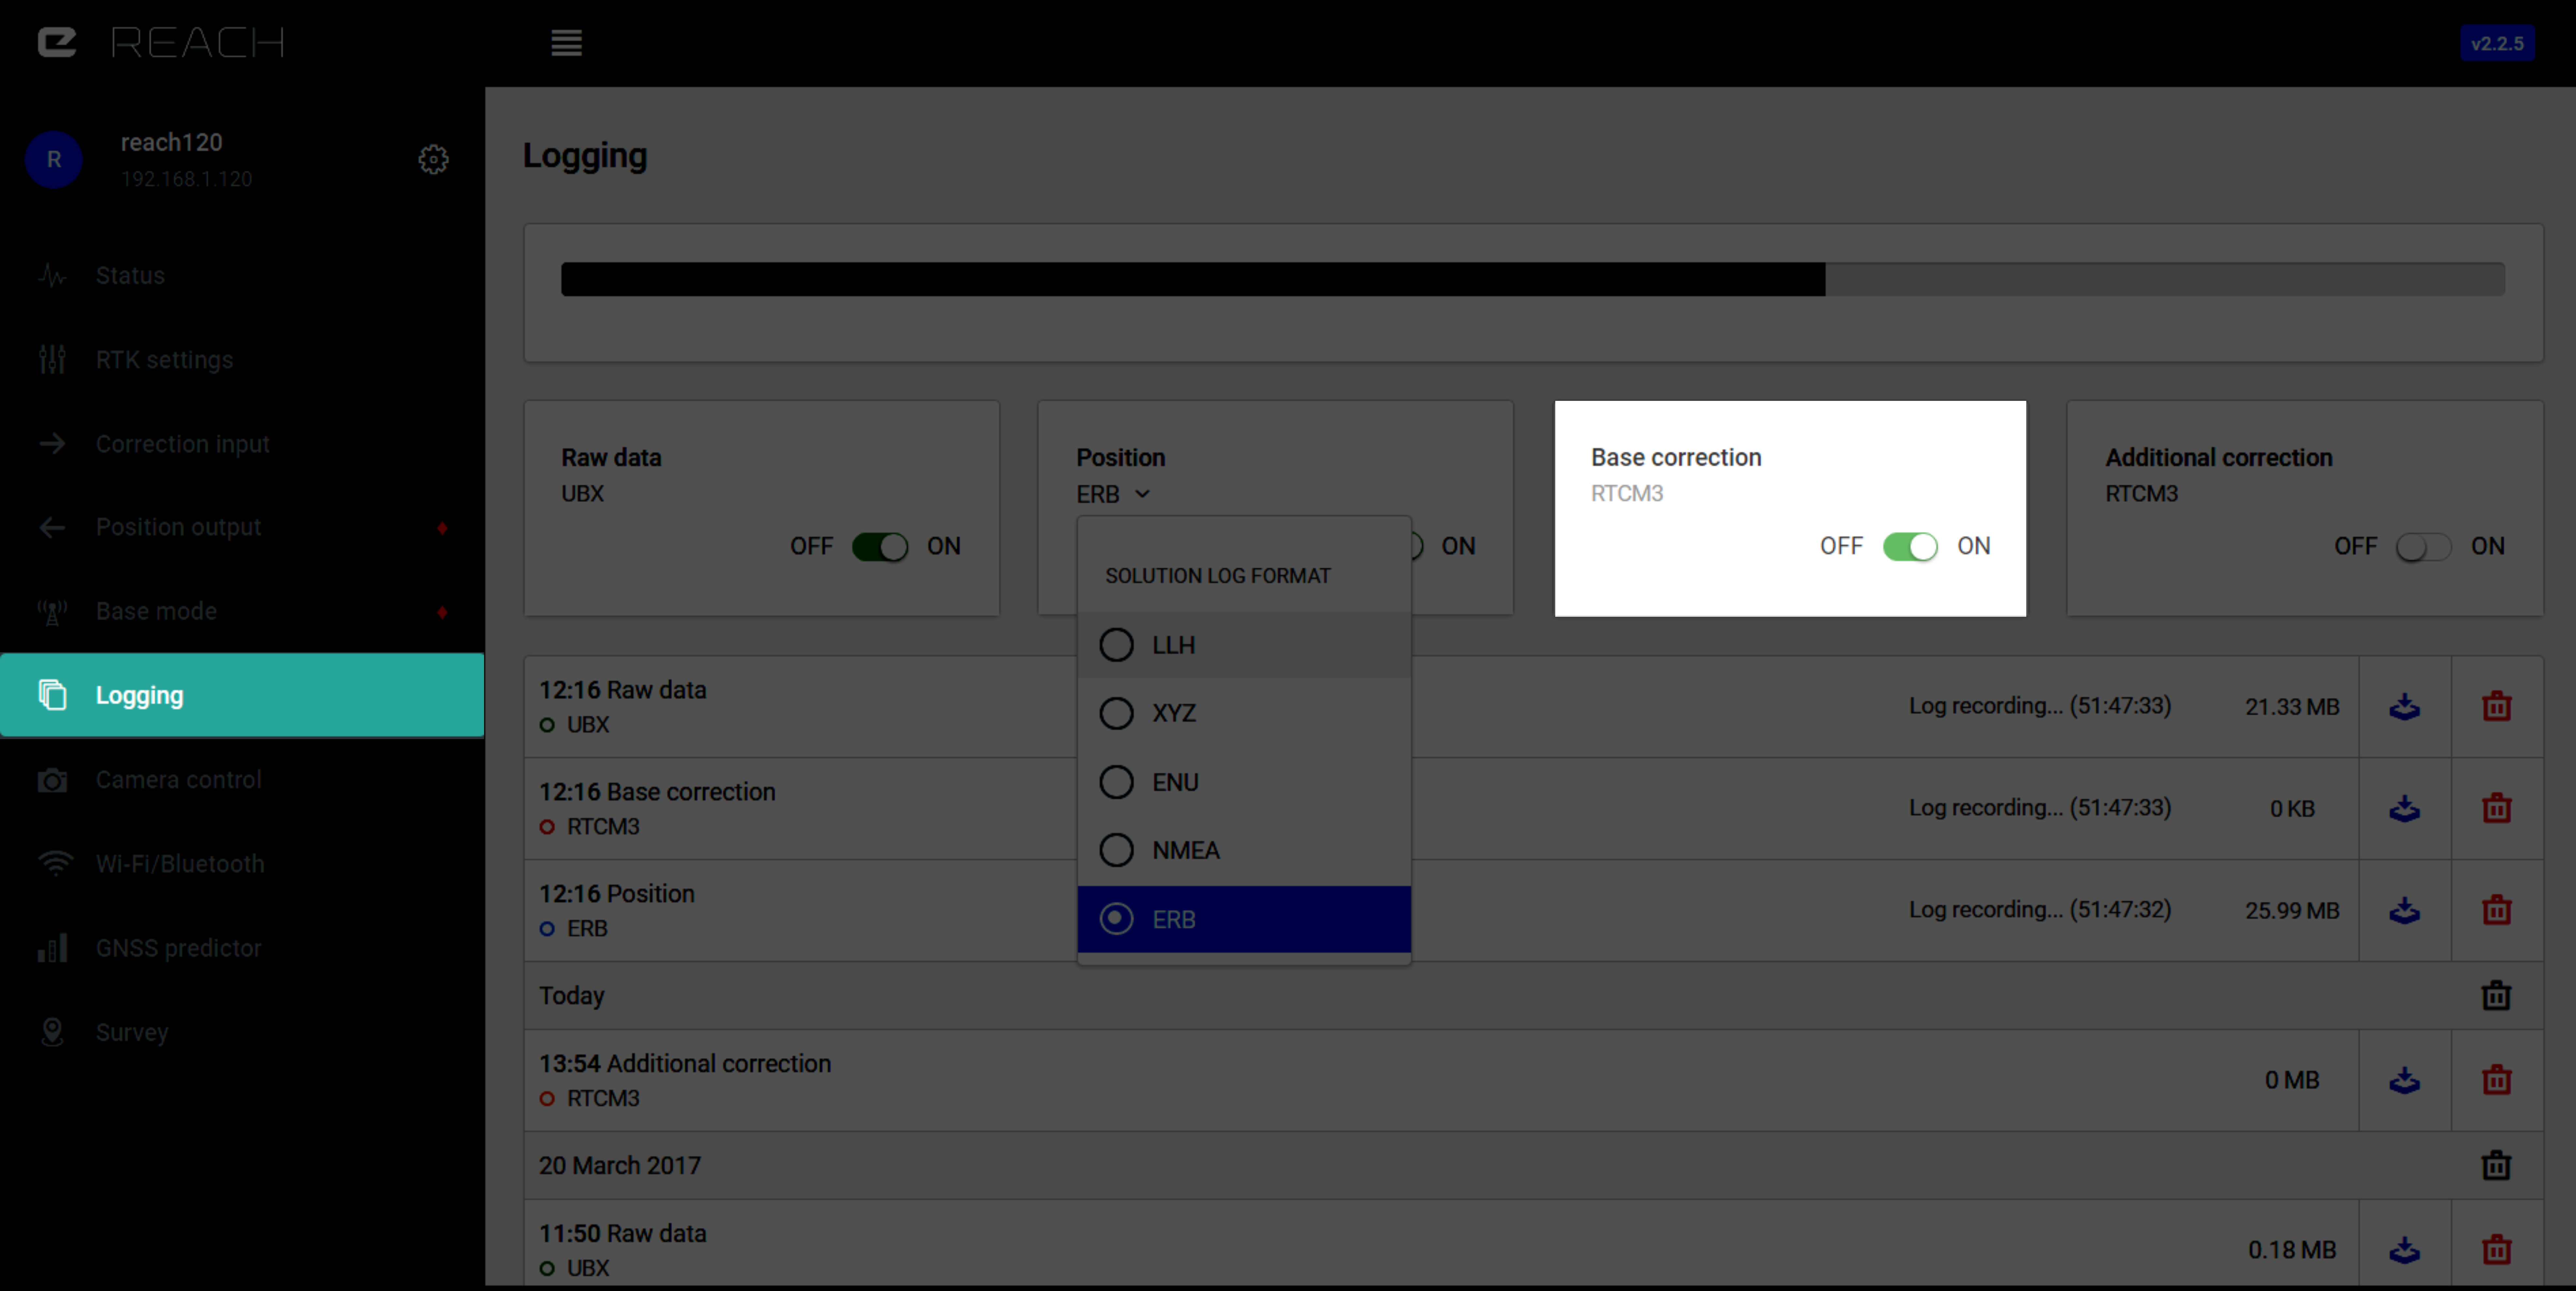 REACH
v2.2.5
R
reach120
192.168.1.120
Status
RTK settings
Correction input
Position output
Base mode
Logging
Camera control
Wi-Fi/Bluetooth
GNSS predictor
Survey
Logging
Raw data
UBX
OFF ON
Position
ERB
ON
SOLUTION LOG FORMAT
LLH
XYZ
ENU
NMEA
ERB
Base correction
RTCM3
OFF ON
Additional correction
RTCM3
OFF ON
12:16 Raw data
UBX
Log recording... (51:47:33) 21.33 MB
12:16 Base correction
RTCM3
Log recording... (51:47:33) 0 KB
12:16 Position
ERB
Log recording... (51:47:32) 25.99 MB
Today
13:54 Additional correction
RTCM3
0 MB
20 March 2017
11:50 Raw data
UBX
0.18 MB